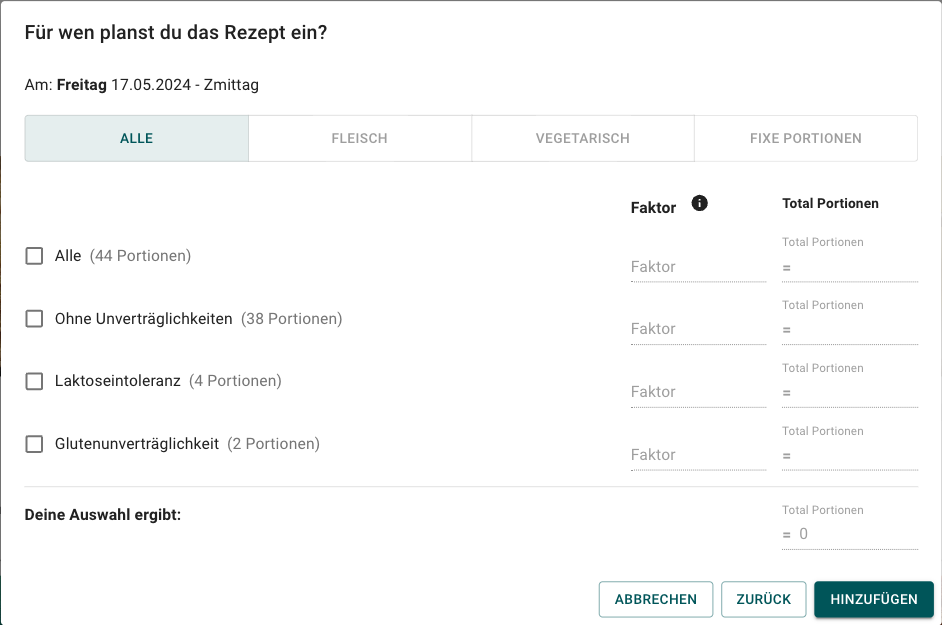 Für wen planst du das Rezept ein?
Am: Freitag 17.05.2024 - Zmittag
ALLE FLEISCH VEGETARISCH FIXE PORTIONEN
Faktor Total Portionen
Total Portionen
Alle (44 Portionen) Faktor =
Total Portionen
Ohne Unverträglichkeiten (38 Portionen) Faktor =
Total Portionen
Laktoseintoleranz (4 Portionen) Faktor =
Total Portionen
Glutenunverträglichkeit (2 Portionen) Faktor =
Total Portionen
Deine Auswahl ergibt: = 0
ABBRECHEN ZURÜCK HINZUFÜGEN